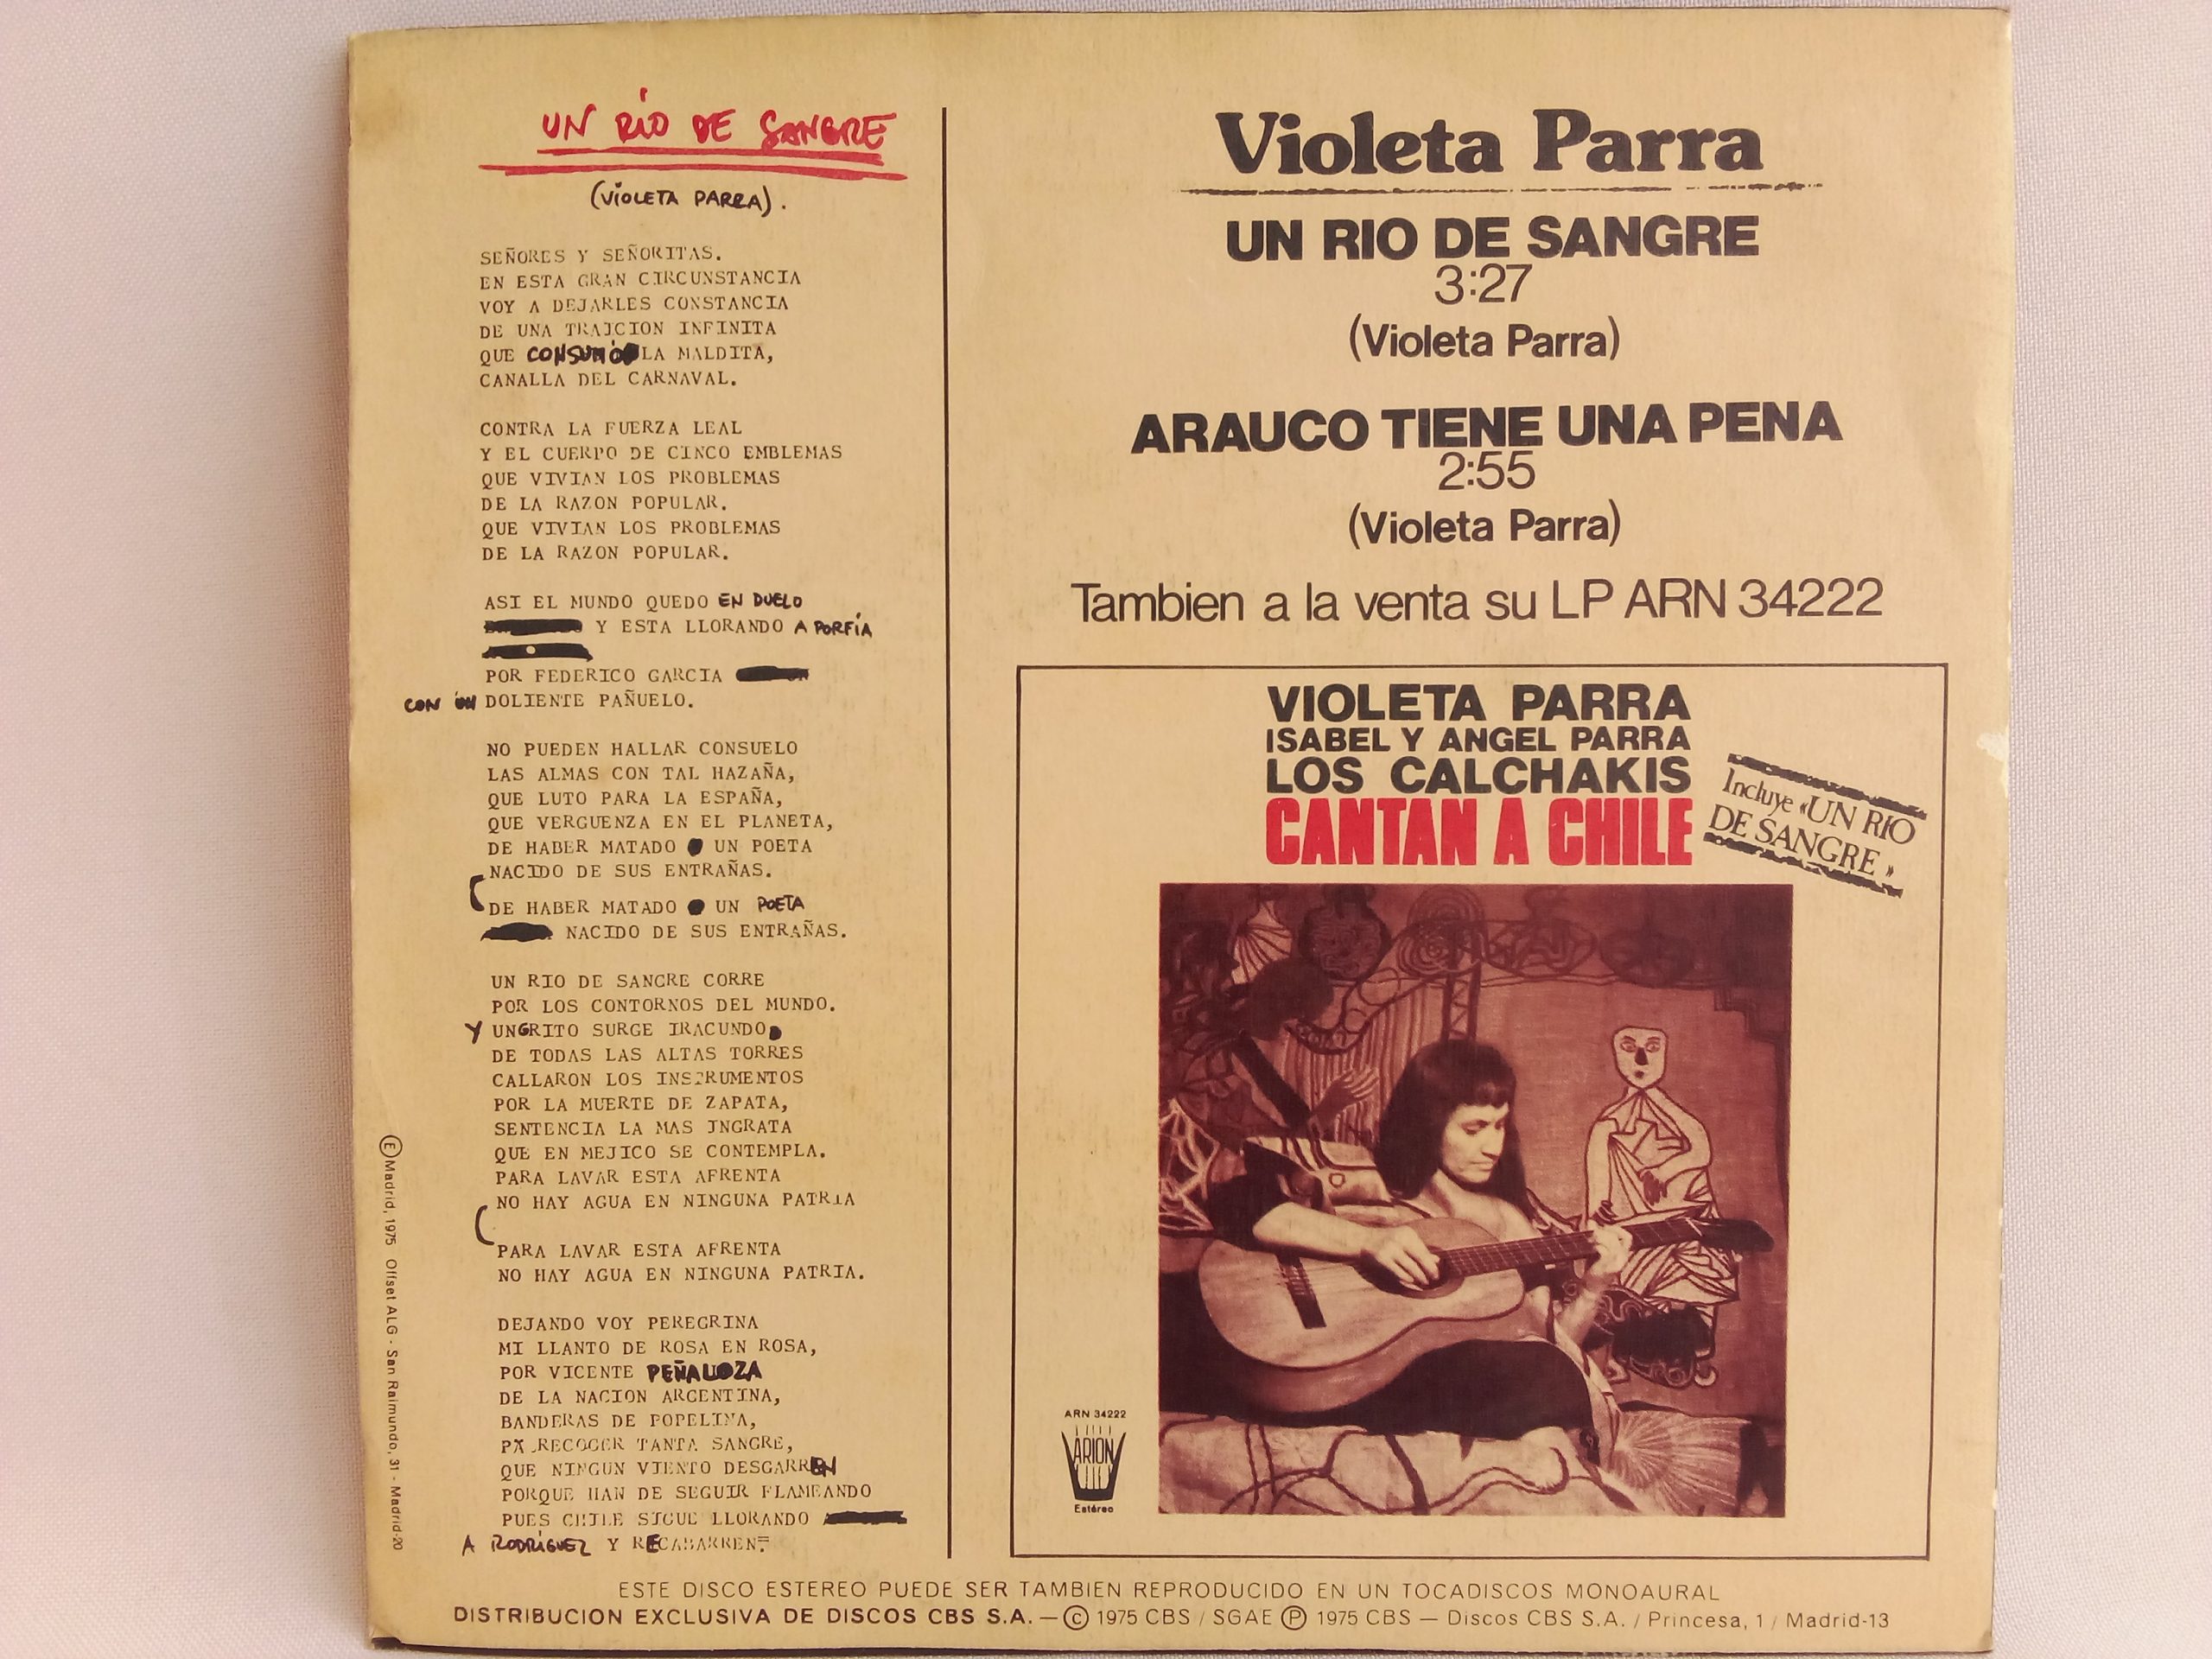 UN RÍO DE SANGRE
(VIOLETA PARRA).
SEÑORES Y SEÑORITAS.
EN ESTA GRAN CIRCUNSTANCIA
VOY A DEJARLES CONSTANCIA
DE UNA TRAICION INFINITA
QUE CONSUMÓ LA MALDITA,
CANALLA DEL CARNAVAL.
CONTRA LA FUERZA LEAL
Y EL CUERPO DE CINCO EMBLEMAS
QUE VIVIAN LOS PROBLEMAS
DE LA RAZON POPULAR.
QUE VIVIAN LOS PROBLEMAS
DE LA RAZON POPULAR.
ASI EL MUNDO QUEDO EN DUELO
Y ESTA LLORANDO A PORFÍA
POR FEDERICO GARCIA
CON UN DOLIENTE PAÑUELO.
NO PUEDEN HALLAR CONSUELO
LAS ALMAS CON TAL HAZAÑA,
QUE LUTO PARA LA ESPAÑA,
QUE VERGUENZA EN EL PLANETA,
DE HABER MATADO UN POETA
NACIDO DE SUS ENTRAÑAS.
DE HABER MATADO UN POETA
NACIDO DE SUS ENTRAÑAS.
UN RIO DE SANGRE CORRE
POR LOS CONTORNOS DEL MUNDO.
Y UN GRITO SURGE IRACUNDO
DE TODAS LAS ALTAS TORRES
CALLARON LOS INSTRUMENTOS
POR LA MUERTE DE ZAPATA,
SENTENCIA LA MAS INGRATA
QUE EN MEJICO SE CONTEMPLA.
PARA LAVAR ESTA AFRENTA
NO HAY AGUA EN NINGUNA PATRIA
PARA LAVAR ESTA AFRENTA
NO HAY AGUA EN NINGUNA PATRIA.
DEJANDO VOY PEREGRINA
MI LLANTO DE ROSA EN ROSA,
POR VICENTE PEÑALOZA
DE LA NACION ARGENTINA,
BANDERAS DE POPELINA,
PA RECOGER TANTA SANGRE,
QUE NINGUN VIENTO DESGARREN
PORQUE HAN DE SEGUIR FLAMEANDO
PUES CHILE SIGUE LLORANDO
A RODRÍGUEZ Y RECABARREN.
Ⓔ Madrid, 1975 Offset ALG - San Raimundo, 31 - Madrid-20
Violeta Parra
UN RIO DE SANGRE
3:27
(Violeta Parra)
ARAUCO TIENE UNA PENA
2:55
(Violeta Parra)
Tambien a la venta su LP ARN 34222
VIOLETA PARRA
ISABEL Y ANGEL PARRA
LOS CALCHAKIS
CANTAN A CHILE
Incluye «UN RIO
DE SANGRE»
ARN 34222
ARION
Estéreo
ESTE DISCO ESTEREO PUEDE SER TAMBIEN REPRODUCIDO EN UN TOCADISCOS MONOAURAL
DISTRIBUCION EXCLUSIVA DE DISCOS CBS S.A. — © 1975 CBS / SGAE Ⓟ 1975 CBS — Discos CBS S.A. / Princesa, 1 / Madrid-13